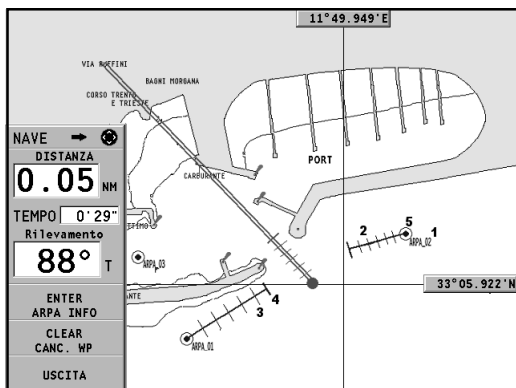 11°49.949'E
VIA RUFFINI
BAGNI MORGANA
CORSO TRENTO
E TRIESTE
PORT
CARBURANTE
NAVE
DISTANZA
0.05 NM
TEMPO 0'29"
Rilevamento
88° T
ENTER
ARPA INFO
CLEAR
CANC. WP
USCITA
TTIMO
ARPA_03
ANTE
5
1
2
ARPA_02
33°05.922'N
4
3
ARPA_01